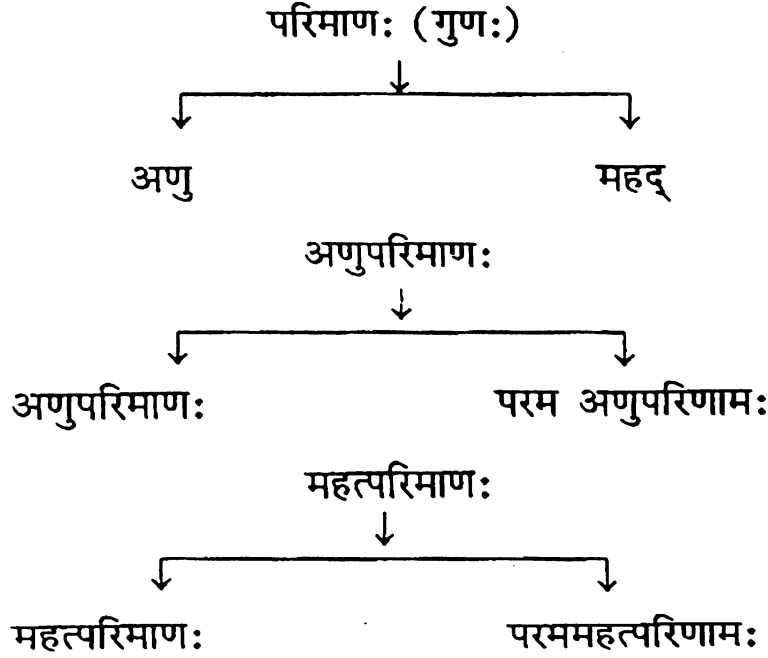 परिमाणः (गुणः)
अणु महद्
अणुपरिमाणः
अणुपरिमाणः परम अणुपरिणामः
महत्परिमाणः
महत्परिमाणः परममहत्परिणामः